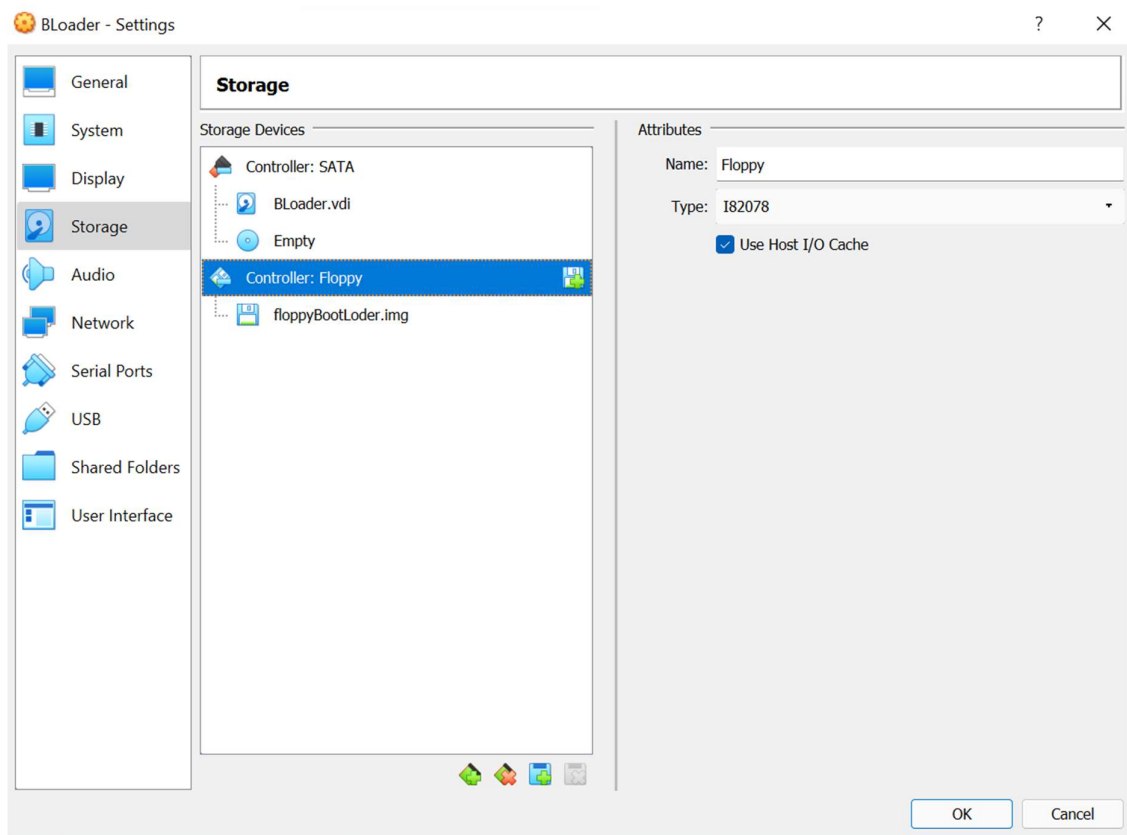 BLoader - Settings
?
General
System
Display
Storage
Audio
Network
Serial Ports
USB
Shared Folders
User Interface
Storage
Storage Devices
Controller: SATA
BLoader.vdi
Empty
Controller: Floppy
floppyBootLoder.img
Attributes
Name: Floppy
Type: I82078
Use Host I/O Cache
OK
Cancel